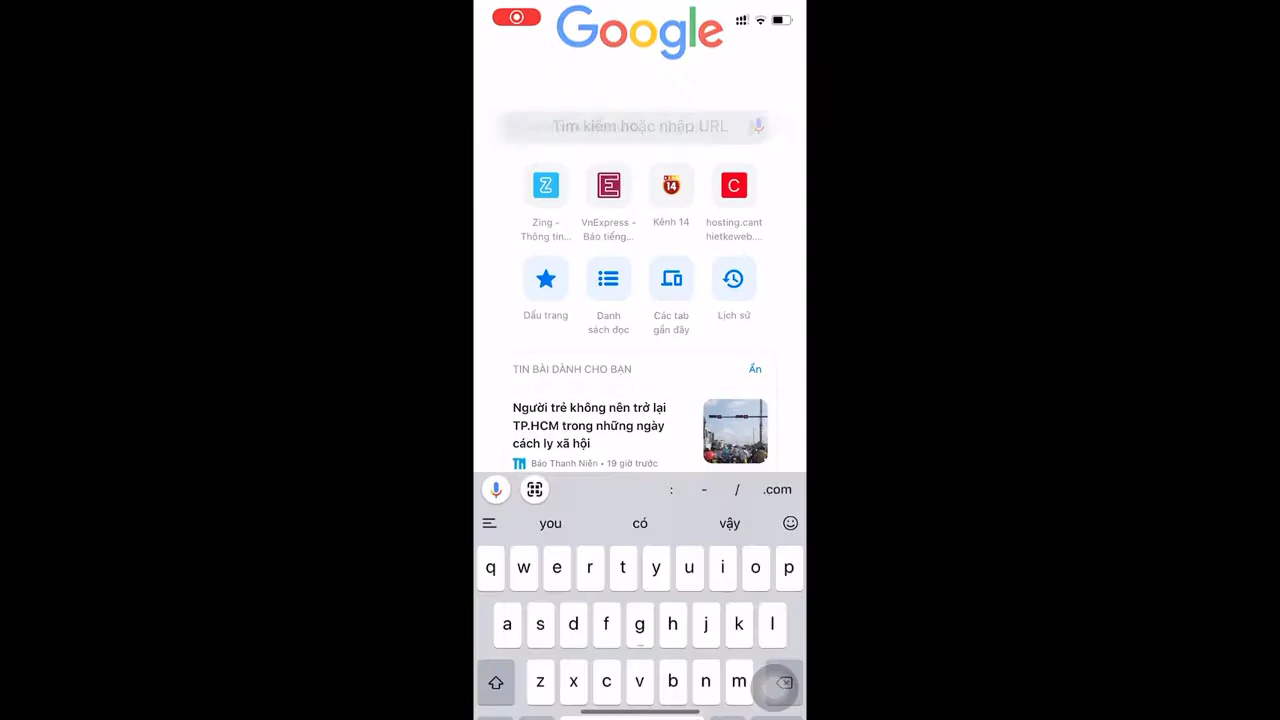 Google
Tìm kiếm hoặc nhập URL
Z E 14 C
Zing - VnExpress - Kênh 14 hosting.cant
Thông tin... Báo tiếng... hietkeweb....
Dấu trang Danh Các tab Lịch sử
sách đọc gần đây
TIN BÀI DÀNH CHO BẠN Ẩn
Người trẻ không nên trở lại
TP.HCM trong những ngày
cách ly xã hội
TN Báo Thanh Niên • 19 giờ trước
: - / .com
you có vậy
q w e r t y u i o p
a s d f g h j k l
z x c v b n m